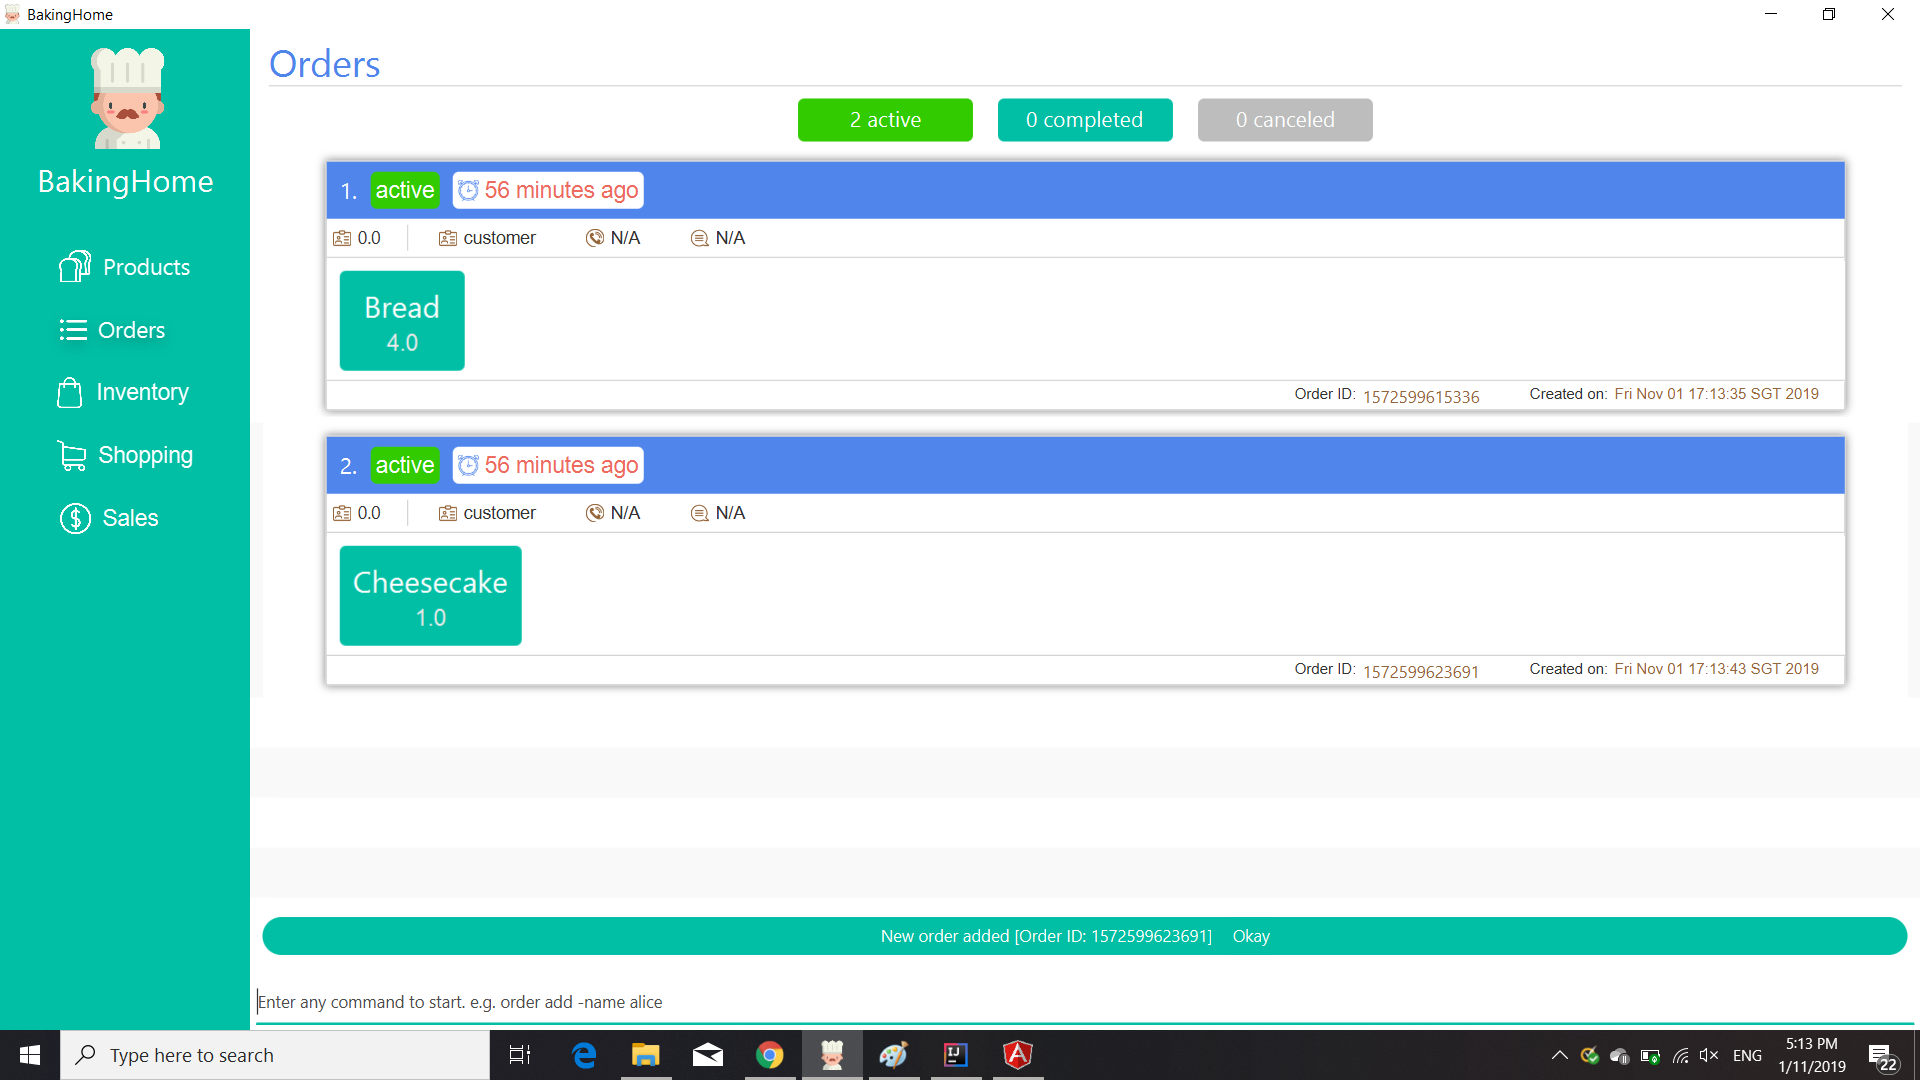 BakingHome
BakingHome
Products
Orders
Inventory
Shopping
Sales
Orders
2 active
0 completed
0 canceled
1. active 56 minutes ago
0.0 customer N/A N/A
Bread
4.0
Order ID: 1572599615336 Created on: Fri Nov 01 17:13:35 SGT 2019
2. active 56 minutes ago
0.0 customer N/A N/A
Cheesecake
1.0
Order ID: 1572599623691 Created on: Fri Nov 01 17:13:43 SGT 2019
New order added [Order ID: 1572599623691] Okay
Enter any command to start. e.g. order add -name alice
Type here to search
ENG
5:13 PM
1/11/2019
22